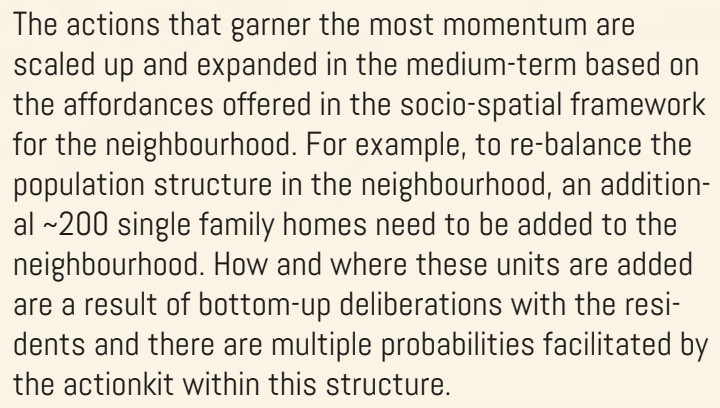 The actions that garner the most momentum are
scaled up and expanded in the medium-term based on
the affordances offered in the socio-spatial framework
for the neighbourhood. For example, to re-balance the
population structure in the neighbourhood, an addition-
al ~200 single family homes need to be added to the
neighbourhood. How and where these units are added
are a result of bottom-up deliberations with the resi-
dents and there are multiple probabilities facilitated by
the actionkit within this structure.